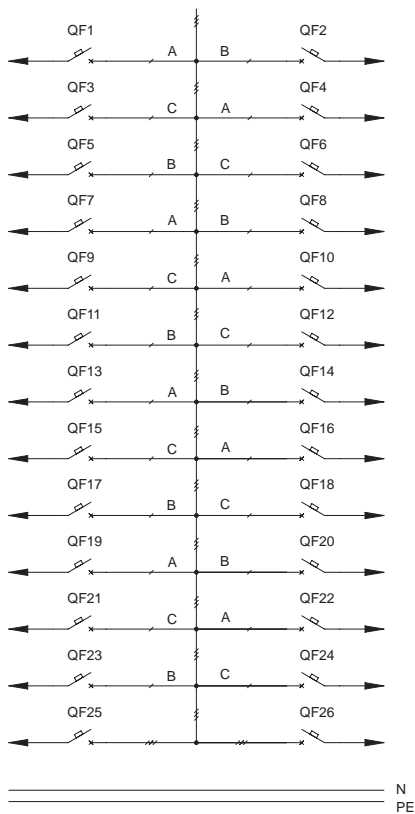 QF1 QF2
A B
QF3 QF4
C A
QF5 QF6
B C
QF7 QF8
A B
QF9 QF10
C A
QF11 QF12
B C
QF13 QF14
A B
QF15 QF16
C A
QF17 QF18
B C
QF19 QF20
A B
QF21 QF22
C A
QF23 QF24
B C
QF25 QF26
N
PE